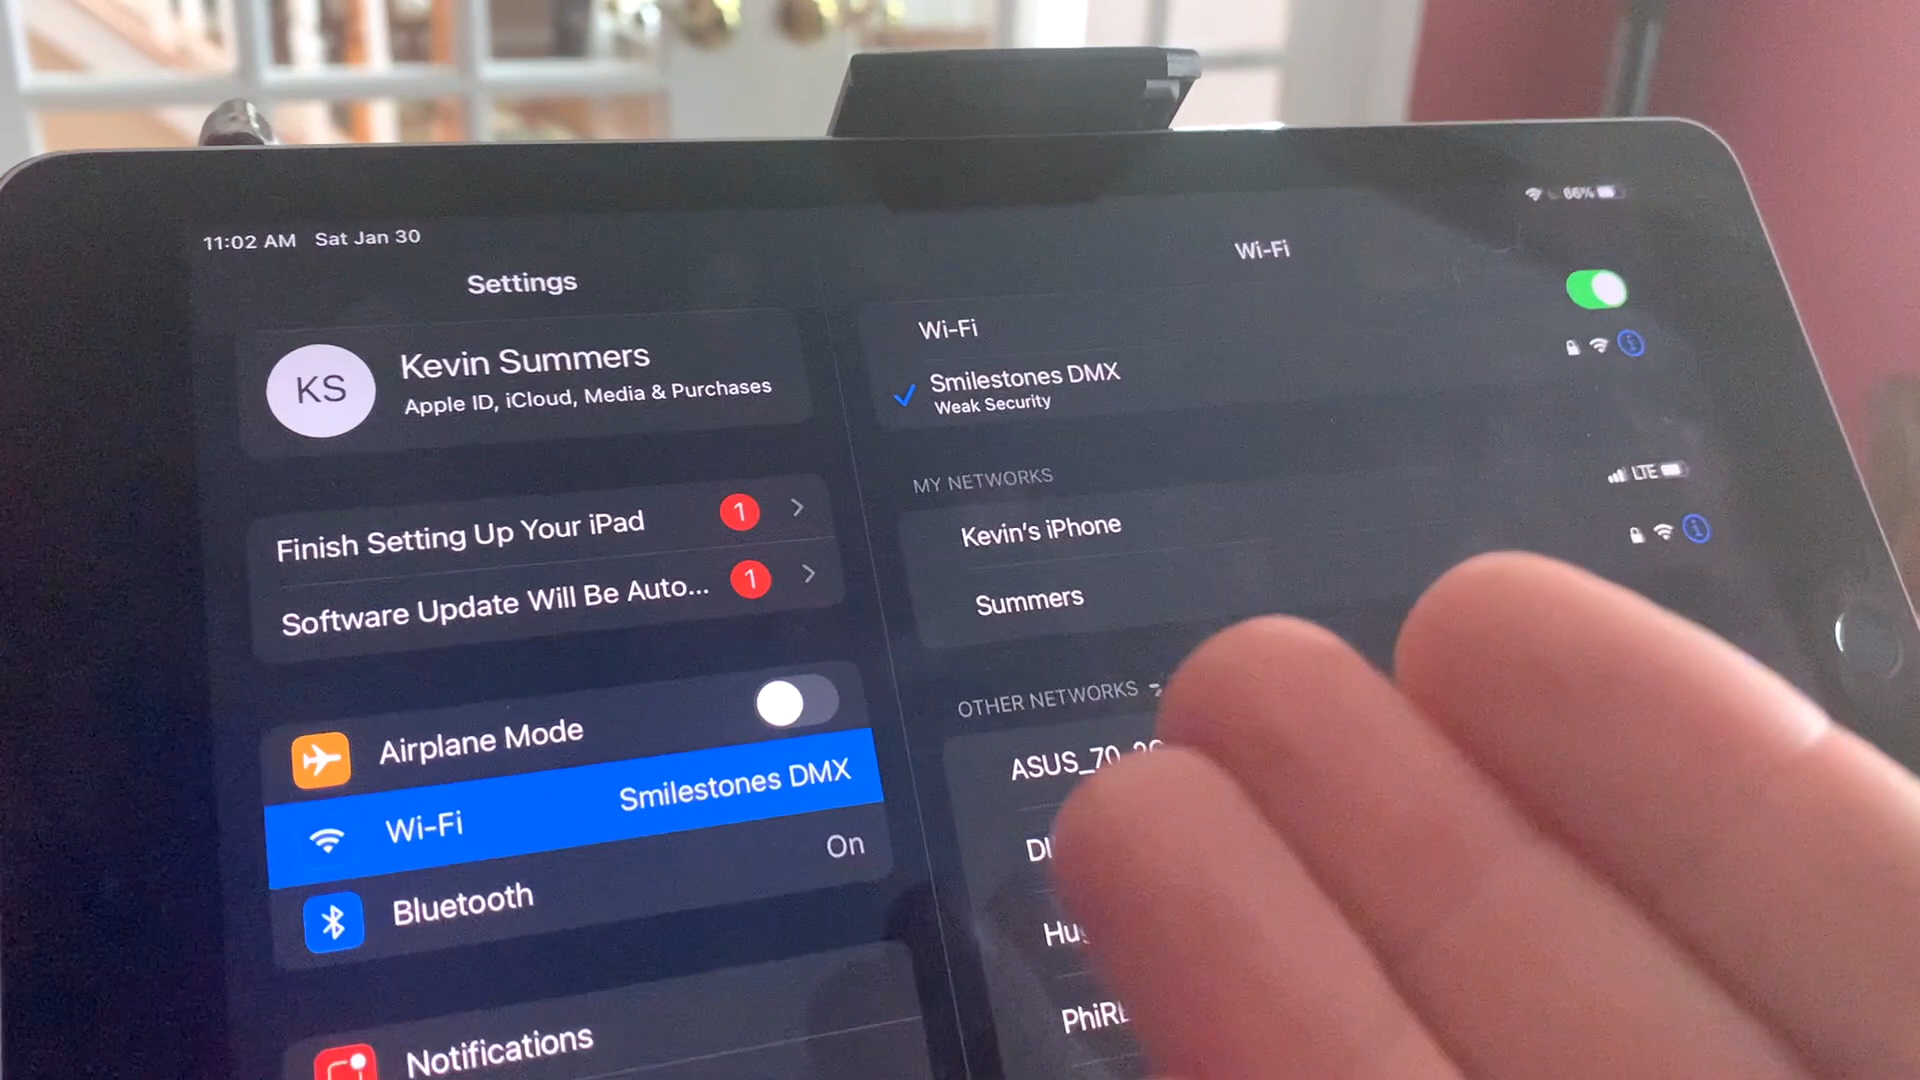 11:02 AM Sat Jan 30
66%
Settings
KS
Kevin Summers
Apple ID, iCloud, Media & Purchases
Finish Setting Up Your iPad
1
Software Update Will Be Auto...
1
Airplane Mode
Wi-Fi
Smilestones DMX
Bluetooth
On
Notifications
Wi-Fi
Wi-Fi
Smilestones DMX
Weak Security
MY NETWORKS
Kevin's iPhone
LTE
Summers
OTHER NETWORKS